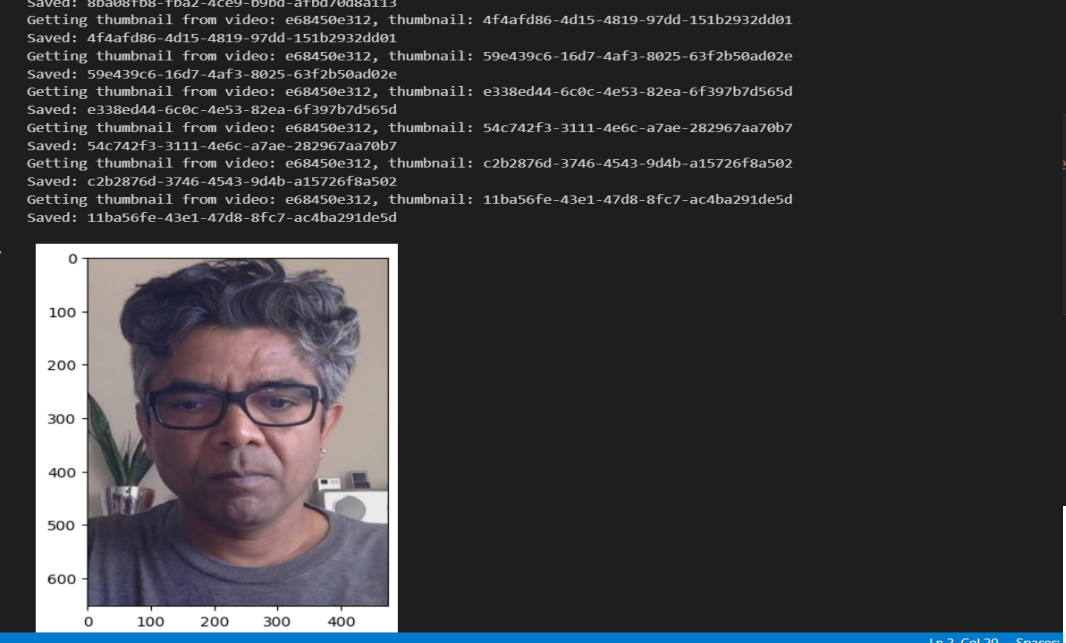 Saved: 8ba08fb8-fba2-4ce9-b9bd-afbd70d8a113
Getting thumbnail from video: e68450e312, thumbnail: 4f4afd86-4d15-4819-97dd-151b2932dd01
Saved: 4f4afd86-4d15-4819-97dd-151b2932dd01
Getting thumbnail from video: e68450e312, thumbnail: 59e439c6-16d7-4af3-8025-63f2b50ad02e
Saved: 59e439c6-16d7-4af3-8025-63f2b50ad02e
Getting thumbnail from video: e68450e312, thumbnail: e338ed44-6c0c-4e53-82ea-6f397b7d565d
Saved: e338ed44-6c0c-4e53-82ea-6f397b7d565d
Getting thumbnail from video: e68450e312, thumbnail: 54c742f3-3111-4e6c-a7ae-282967aa70b7
Saved: 54c742f3-3111-4e6c-a7ae-282967aa70b7
Getting thumbnail from video: e68450e312, thumbnail: c2b2876d-3746-4543-9d4b-a15726f8a502
Saved: c2b2876d-3746-4543-9d4b-a15726f8a502
Getting thumbnail from video: e68450e312, thumbnail: 11ba56fe-43e1-47d8-8fc7-ac4ba291de5d
Saved: 11ba56fe-43e1-47d8-8fc7-ac4ba291de5d
0
100
200
300
400
500
600
0 100 200 300 400
Ln 2, Col 20 Spaces: